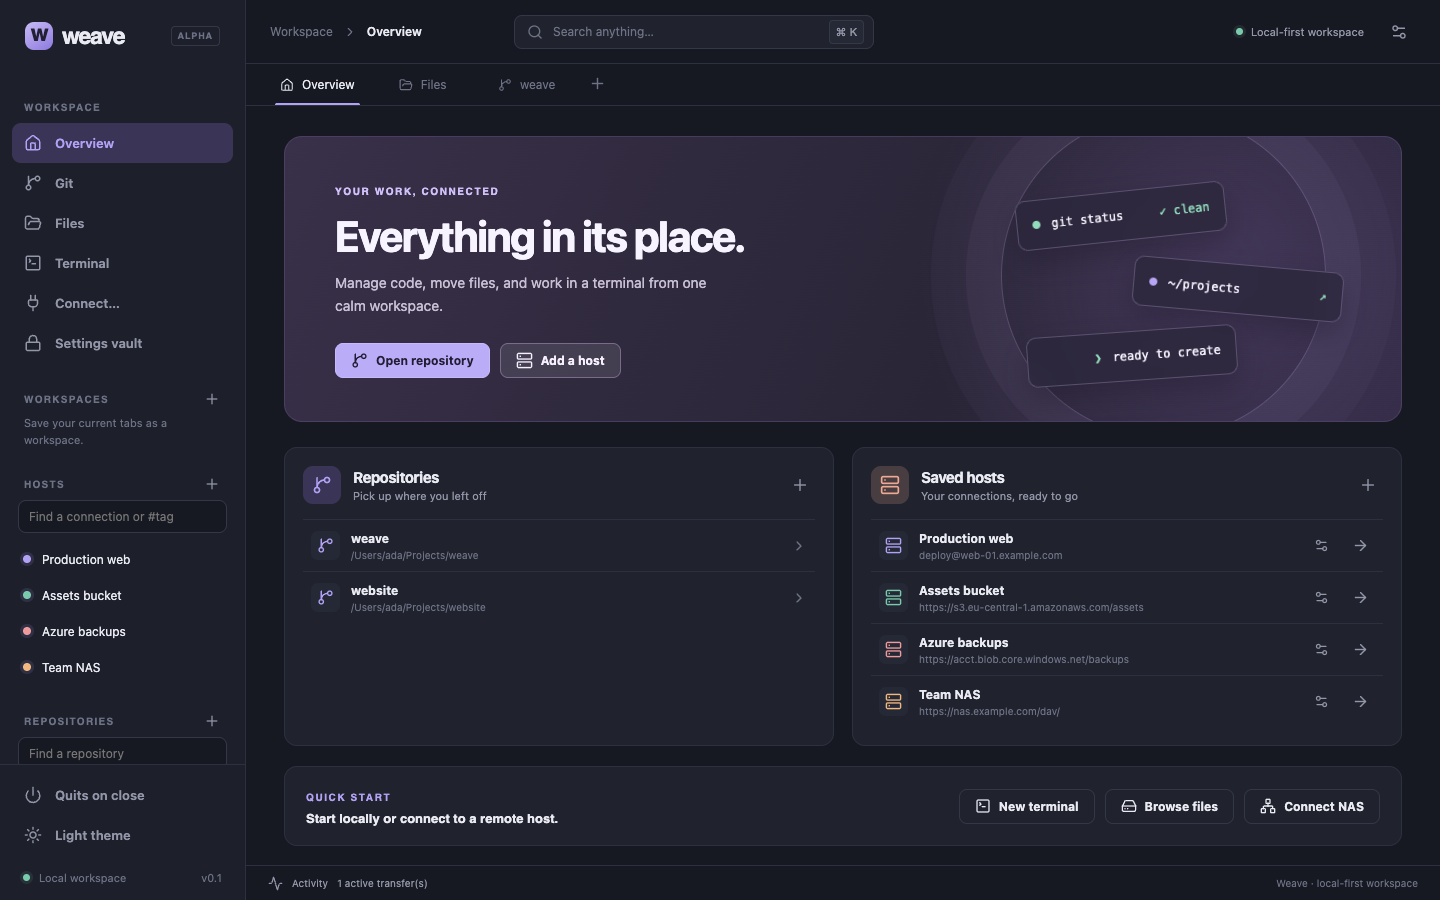 W weave ALPHA
WORKSPACE
Overview
Git
Files
Terminal
Connect...
Settings vault
WORKSPACES
Save your current tabs as a
workspace.
HOSTS
Find a connection or #tag
Production web
Assets bucket
Azure backups
Team NAS
REPOSITORIES
Find a repository
Quits on close
Light theme
Local workspace v0.1
Workspace Overview
Search anything... ⌘ K
Local-first workspace
Overview Files weave
YOUR WORK, CONNECTED
Everything in its place.
Manage code, move files, and work in a terminal from one
calm workspace.
Open repository Add a host
git status ✓ clean
~/projects ↗
❯ ready to create
Repositories
Pick up where you left off
weave
/Users/ada/Projects/weave
website
/Users/ada/Projects/website
Saved hosts
Your connections, ready to go
Production web
deploy@web-01.example.com
Assets bucket
https://s3.eu-central-1.amazonaws.com/assets
Azure backups
https://acct.blob.core.windows.net/backups
Team NAS
https://nas.example.com/dav/
QUICK START
Start locally or connect to a remote host.
New terminal Browse files Connect NAS
Activity 1 active transfer(s)
Weave · local-first workspace